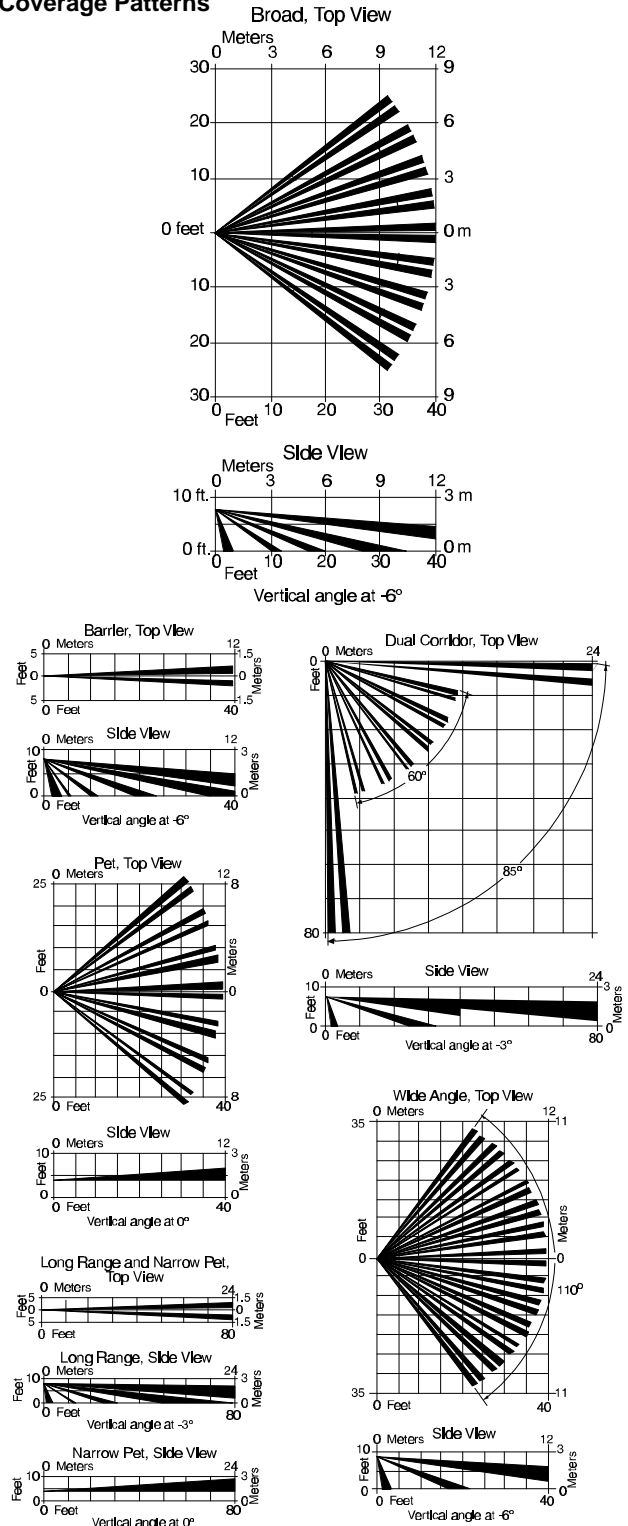 Coverage Patterns
Broad, Top View
Meters
0 3 6 9 12
30 9
20 6
10 3
0 feet 0 m
10 3
20 6
30 9
0 10 20 30 40
Feet
Side View
Meters
0 3 6 9 12
10 ft. 3 m
0 ft. 0 m
0 10 20 30 40
Feet
Vertical angle at -6°
Barrier, Top View
0 Meters 12
5 1.5
Feet 0 0 Meters
5 1.5
0 Feet 40
Side View
0 Meters 12
10 3
Feet Meters
0 0
0 Feet 40
Vertical angle at -6°
Dual Corridor, Top View
0 Meters 24
0
Feet
60°
85°
80
Side View
0 Meters 24
10 3
Feet Meters
0 0
0 Feet 80
Vertical angle at -3°
Pet, Top View
0 Meters 12
25 8
Feet Meters
0 0
25 8
0 Feet 40
Side View
0 Meters 12
10 3
Feet Meters
0 0
0 Feet 40
Vertical angle at 0°
Wide Angle, Top View
0 Meters 12
35 11
Feet Meters
0 0
110°
35 11
0 Feet 40
Side View
0 Meters 12
10 3
Feet Meters
0 0
0 Feet 40
Vertical angle at -6°
Long Range and Narrow Pet,
Top View
0 Meters 24
5 1.5
Feet 0 0 Meters
5 1.5
0 Feet 80
Long Range, Side View
0 Meters 24
10 3
Feet Meters
0 0
0 Feet 80
Vertical angle at -3°
Narrow Pet, Side View
0 Meters 24
10 3
Feet Meters
0 0
0 Feet 80
Vertical angle at 0°